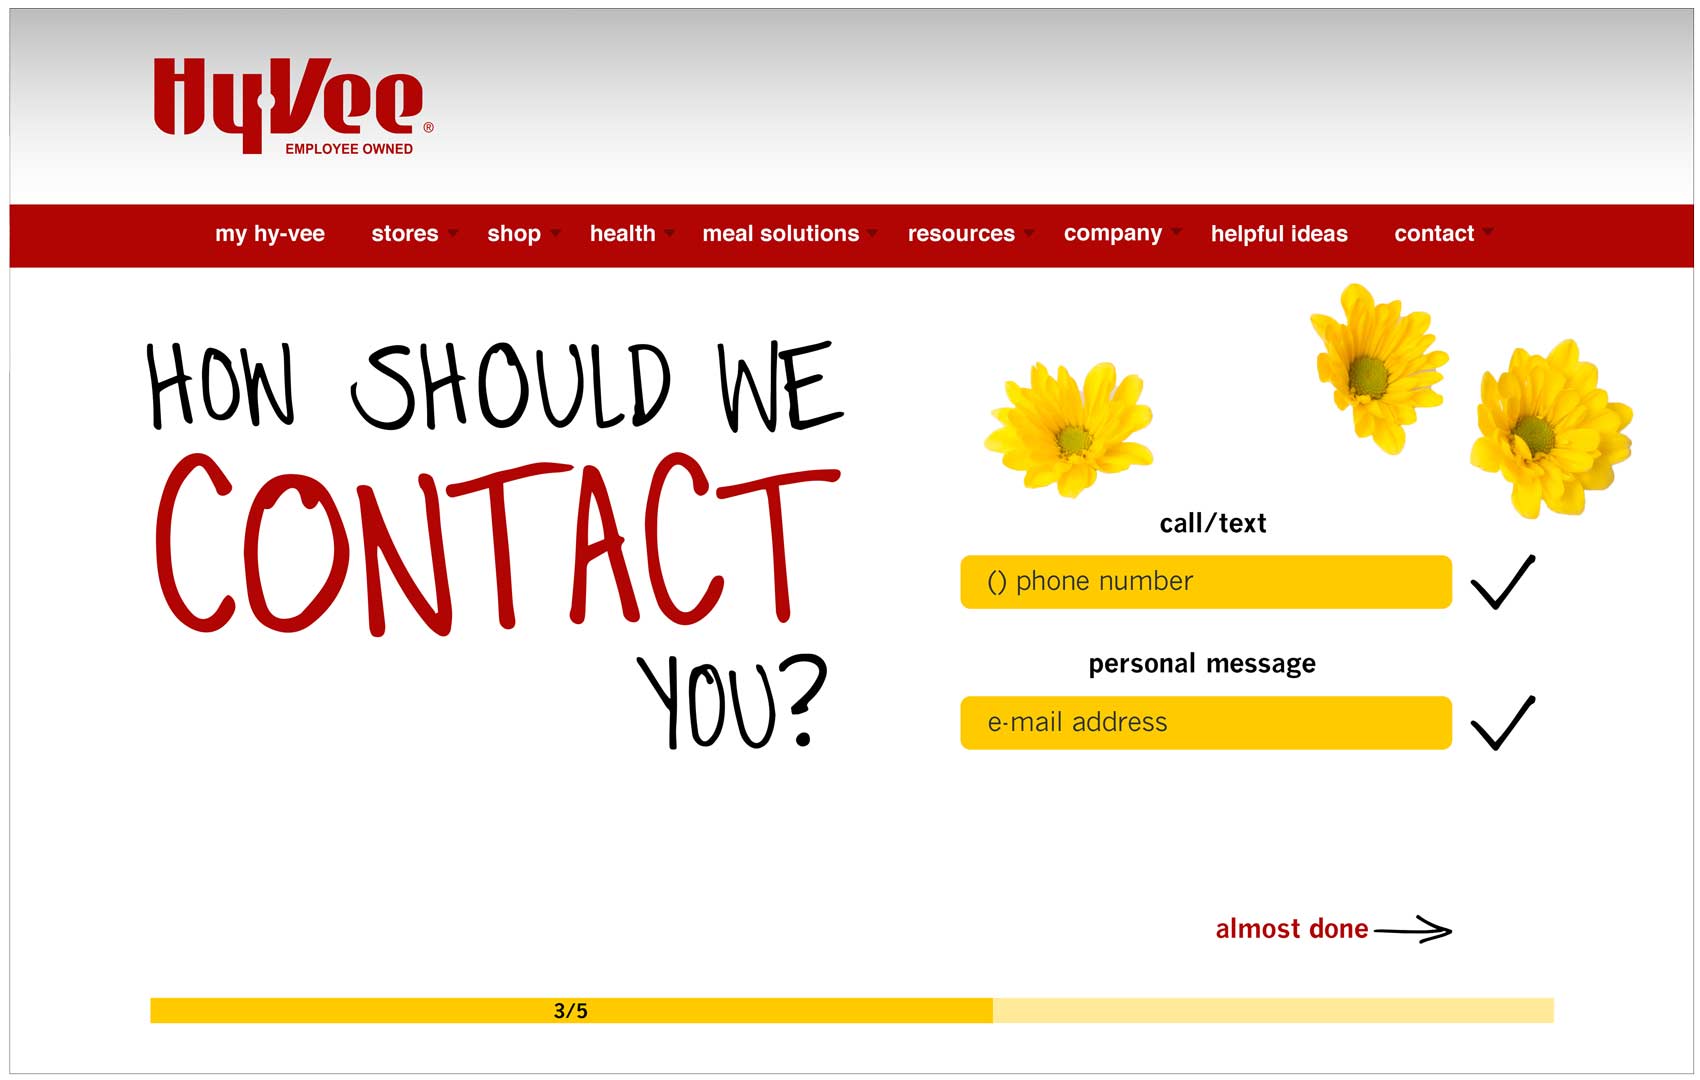 HyVee®
EMPLOYEE OWNED
my hy-vee stores shop health meal solutions resources company helpful ideas contact
HOW SHOULD WE
CONTACT
YOU?
call/text
() phone number
personal message
e-mail address
almost done
3/5